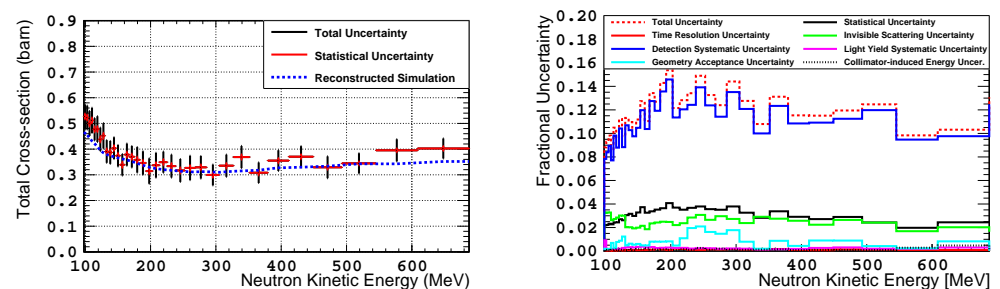 Total Cross-section (barn)
0.9
0.8
0.7
0.6
0.5
0.4
0.3
0.2
0.1
0.0
Total Uncertainty
Statistical Uncertainty
Reconstructed Simulation
100 200 300 400 500 600
Neutron Kinetic Energy (MeV)
Fractional Uncertainty
0.20
0.18
0.16
0.14
0.12
0.10
0.08
0.06
0.04
0.02
0.00
Total Uncertainty
Time Resolution Uncertainty
Detection Systematic Uncertainty
Geometry Acceptance Uncertainty
Statistical Uncertainty
Invisible Scattering Uncertainty
Light Yield Systematic Uncertainty
Collimator-induced Energy Uncer.
100 200 300 400 500 600
Neutron Kinetic Energy [MeV]